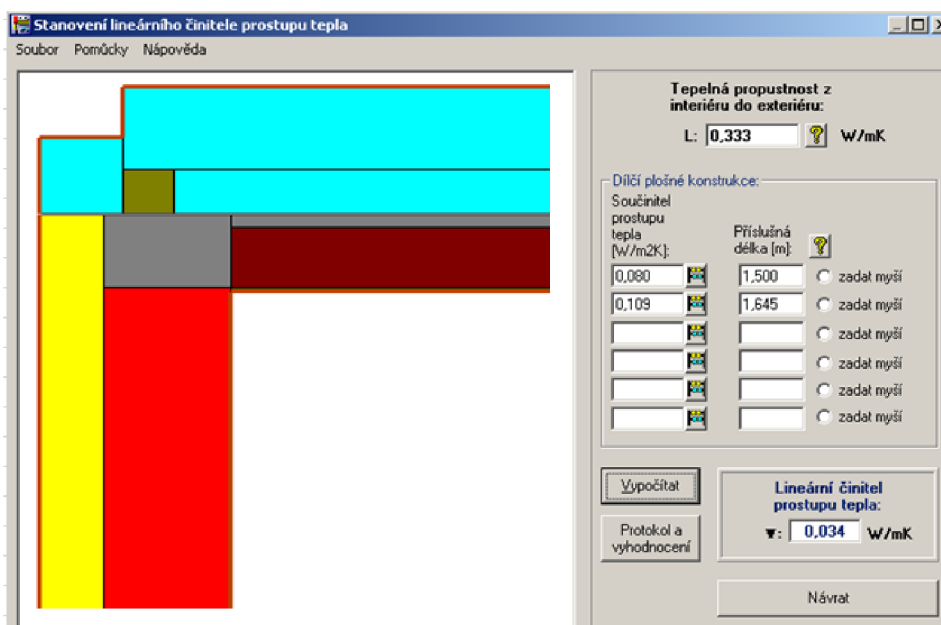 Stanovení lineárního činitele prostupu tepla
Soubor Pomůcky Nápověda
Tepelná propustnost z
interiéru do exteriéru:
L: 0,333 ? W/mK
Dílčí plošné konstrukce:
Součinitel
prostupu
tepla
[W/m2K]:
Příslušná
délka [m]:
?
0,080 1,500 zadat myší
0,109 1,645 zadat myší
zadat myší
zadat myší
zadat myší
zadat myší
Vypočítat
Protokol a
vyhodnocení
Lineární činitel
prostupu tepla:
Ψ: 0,034 W/mK
Návrat